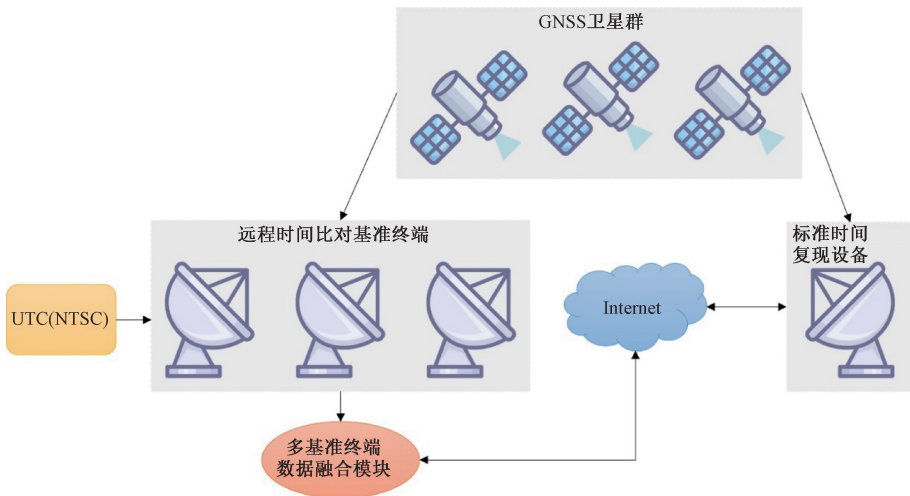 GNSS卫星群
远程时间比对基准终端
标准时间
复现设备
UTC(NTSC)
Internet
多基准终端
数据融合模块